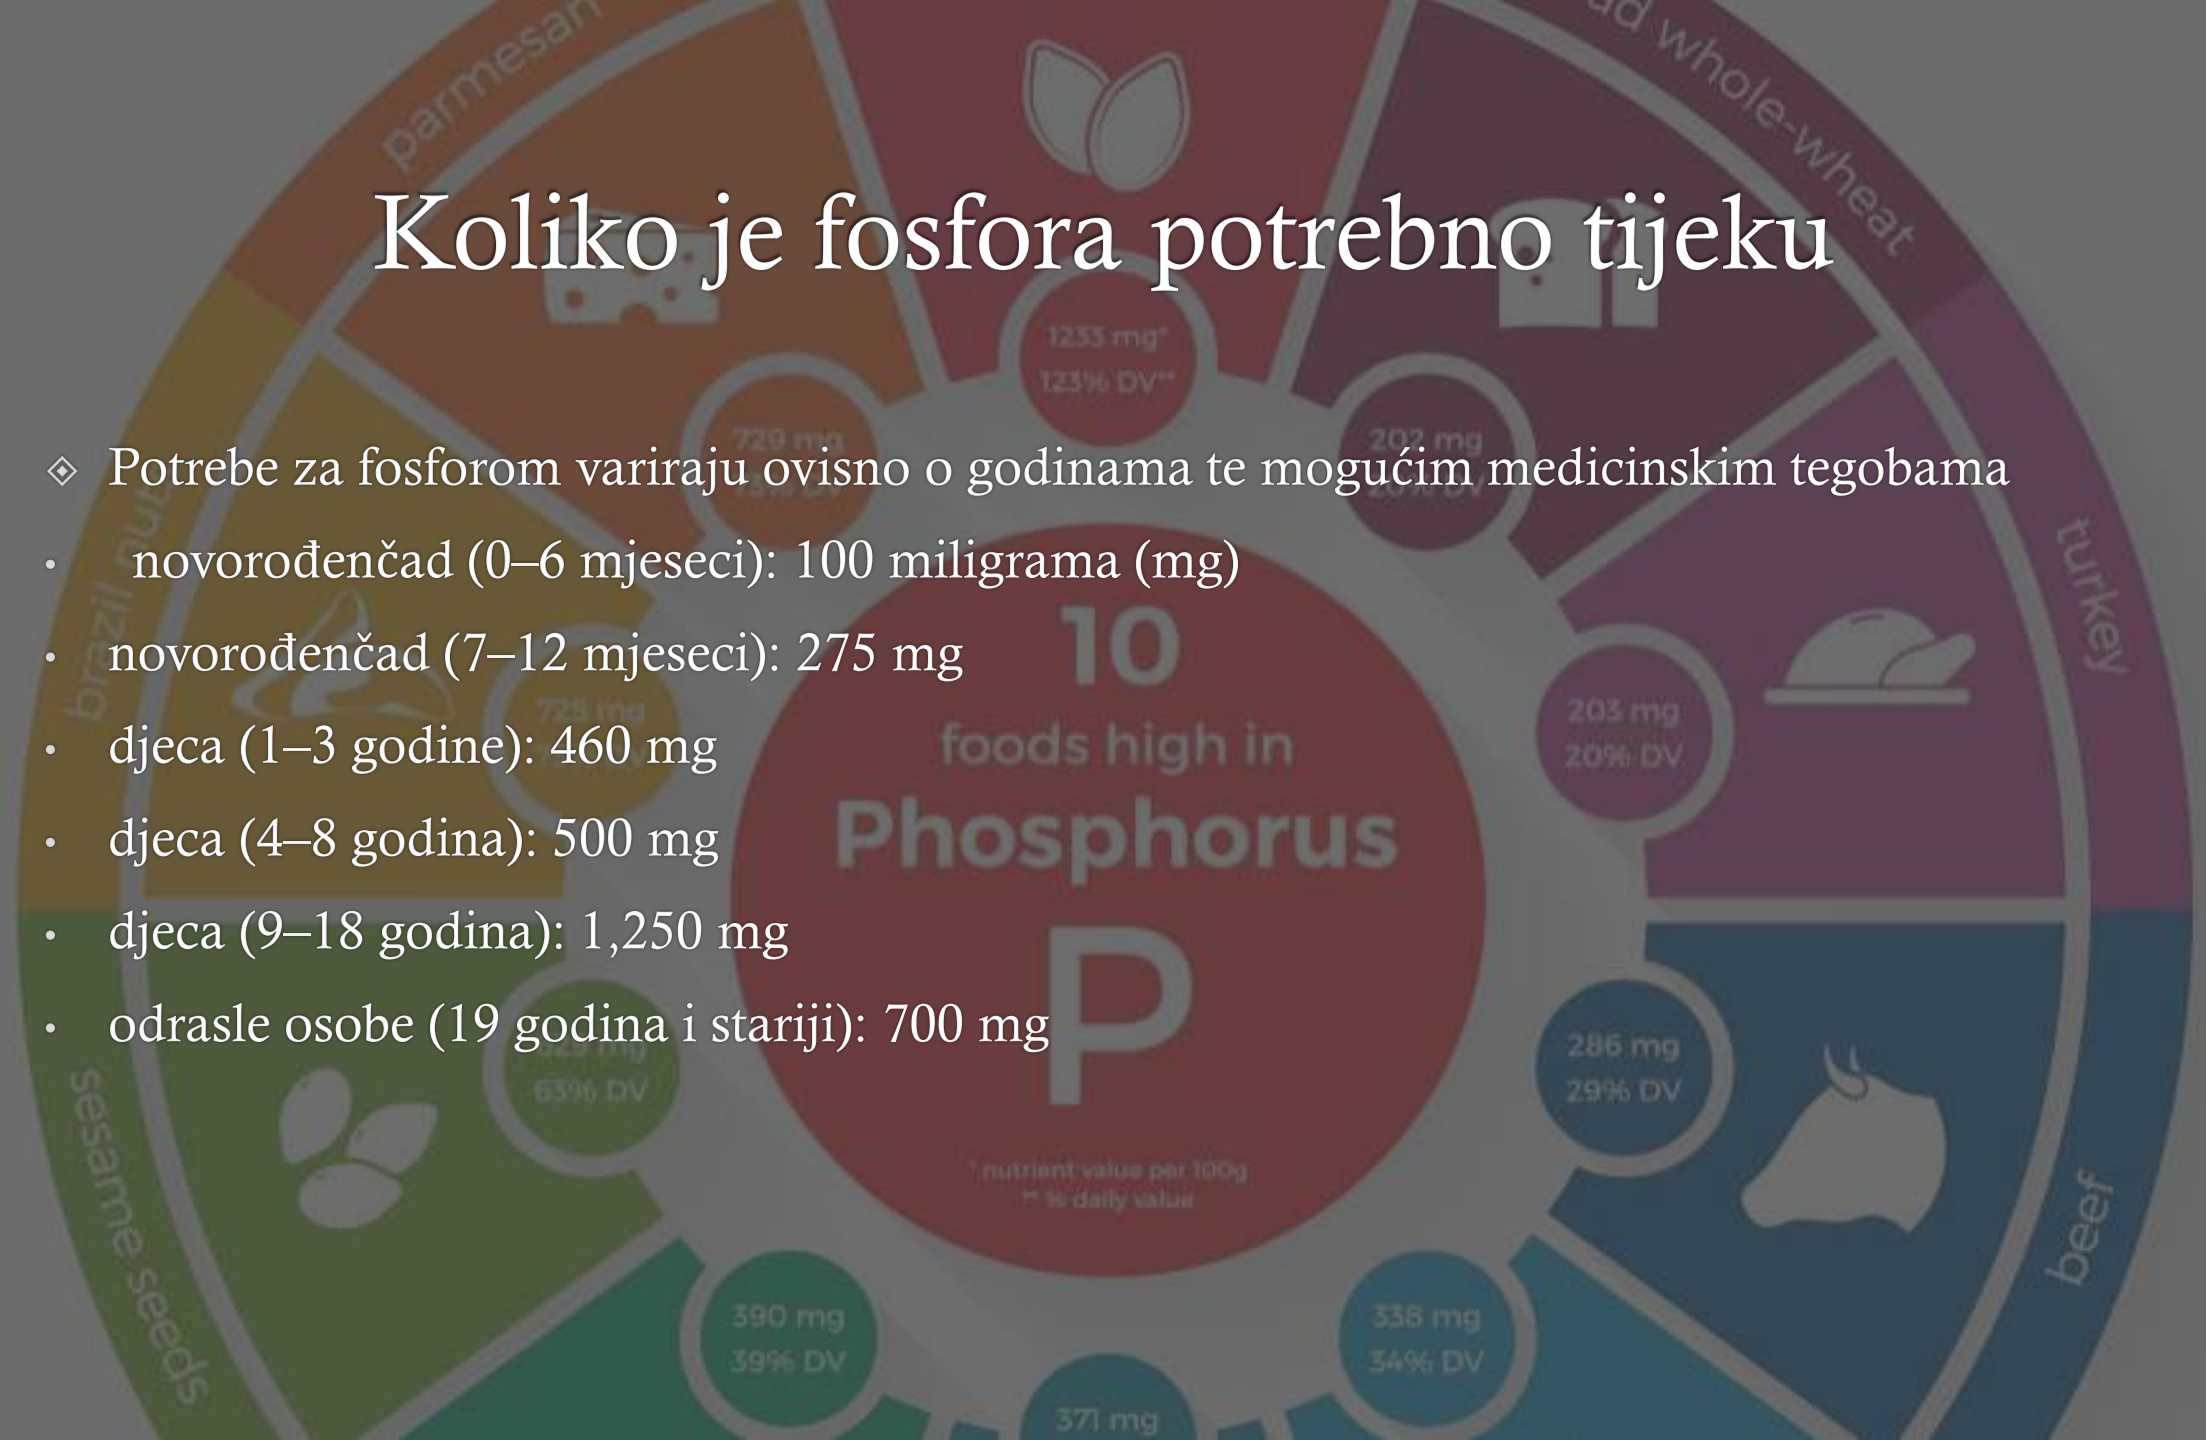 Koliko je fosfora potrebno tijeku
Potrebe za fosforom variraju ovisno o godinama te mogućim medicinskim tegobama
novorođenčad (0–6 mjeseci): 100 miligrama (mg)
novorođenčad (7–12 mjeseci): 275 mg
djeca (1–3 godine): 460 mg
djeca (4–8 godina): 500 mg
djeca (9–18 godina): 1,250 mg
odrasle osobe (19 godina i stariji): 700 mg
parmesan
whole-wheat
1233 mg*
123% DV**
729 mg
202 mg
brazil
turkey
725 mg
203 mg
20% DV
10
foods high in
Phosphorus
P
63% DV
286 mg
29% DV
* nutrient value per 100g
** % daily value
sesame seeds
beef
390 mg
39% DV
338 mg
34% DV
371 mg